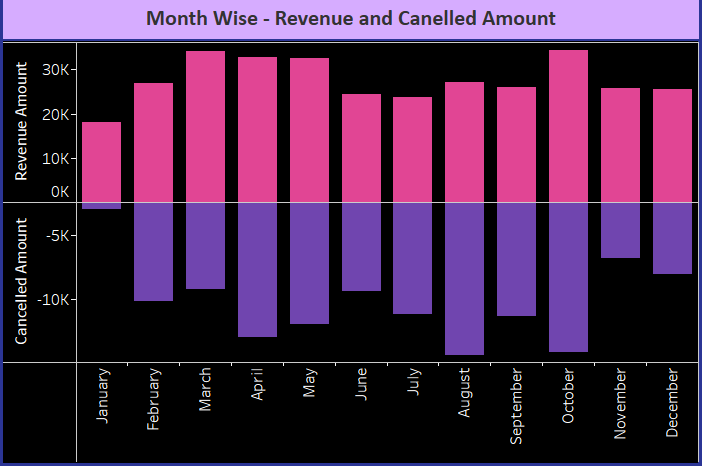 Month Wise - Revenue and Canelled Amount
Revenue Amount
30K
20K
10K
0K
Cancelled Amount
-5K
-10K
January
February
March
April
May
June
July
August
September
October
November
December